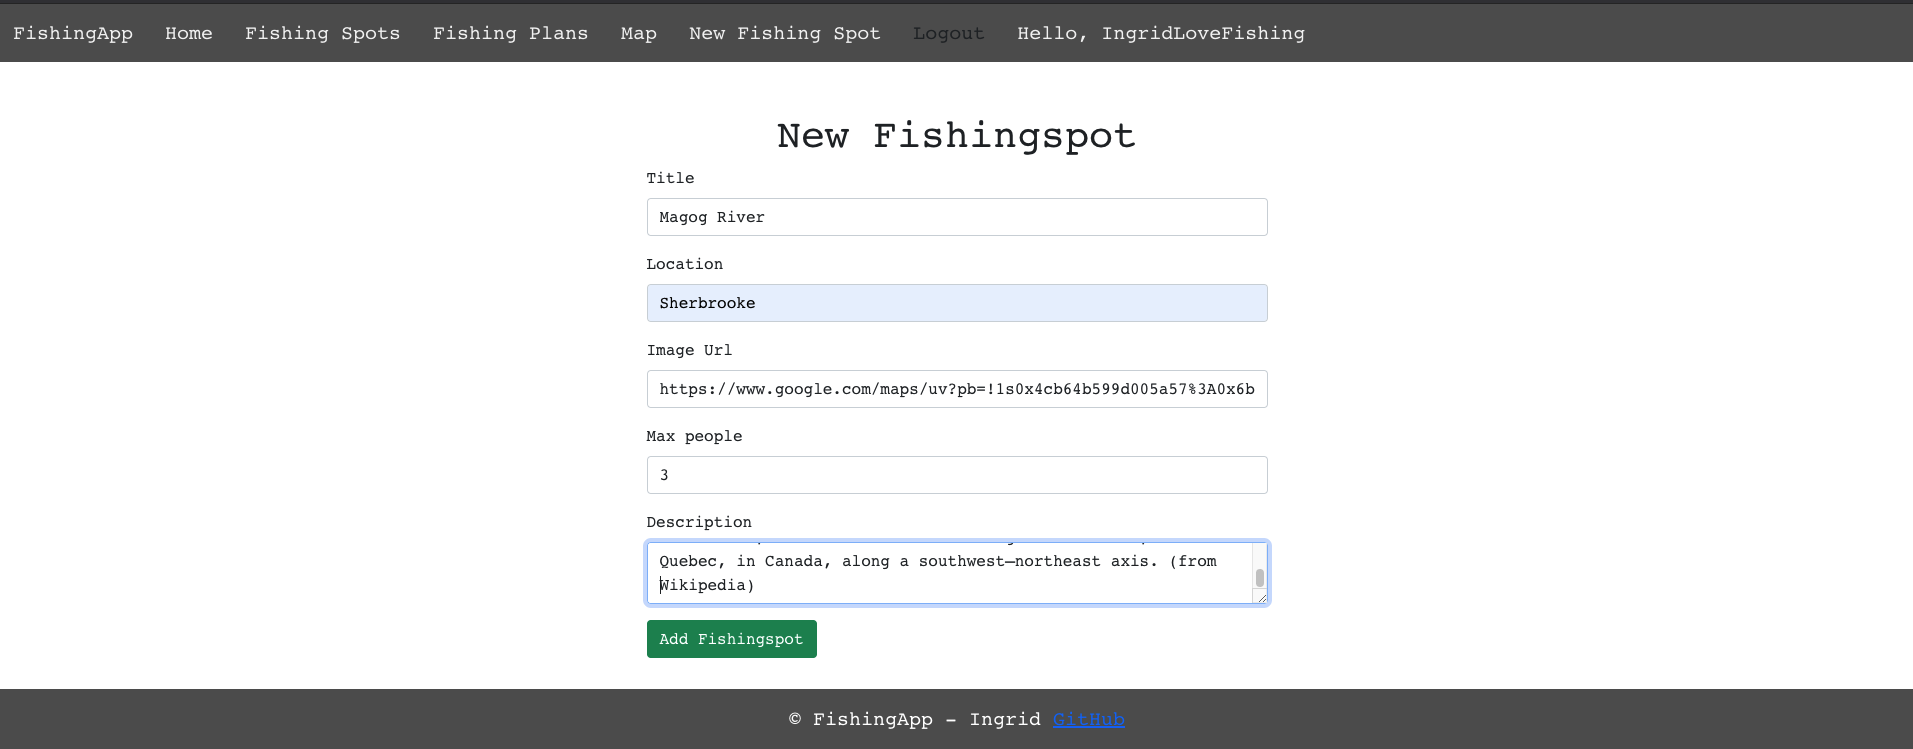 FishingApp Home Fishing Spots Fishing Plans Map New Fishing Spot Logout Hello, IngridLoveFishing
New Fishingspot
Title
Magog River
Location
Sherbrooke
Image Url
https://www.google.com/maps/uv?pb=!1s0x4cb64b599d005a57%3A0x6b
Max people
3
Description
Quebec, in Canada, along a southwest–northeast axis. (from
Wikipedia)
Add Fishingspot
© FishingApp - Ingrid GitHub